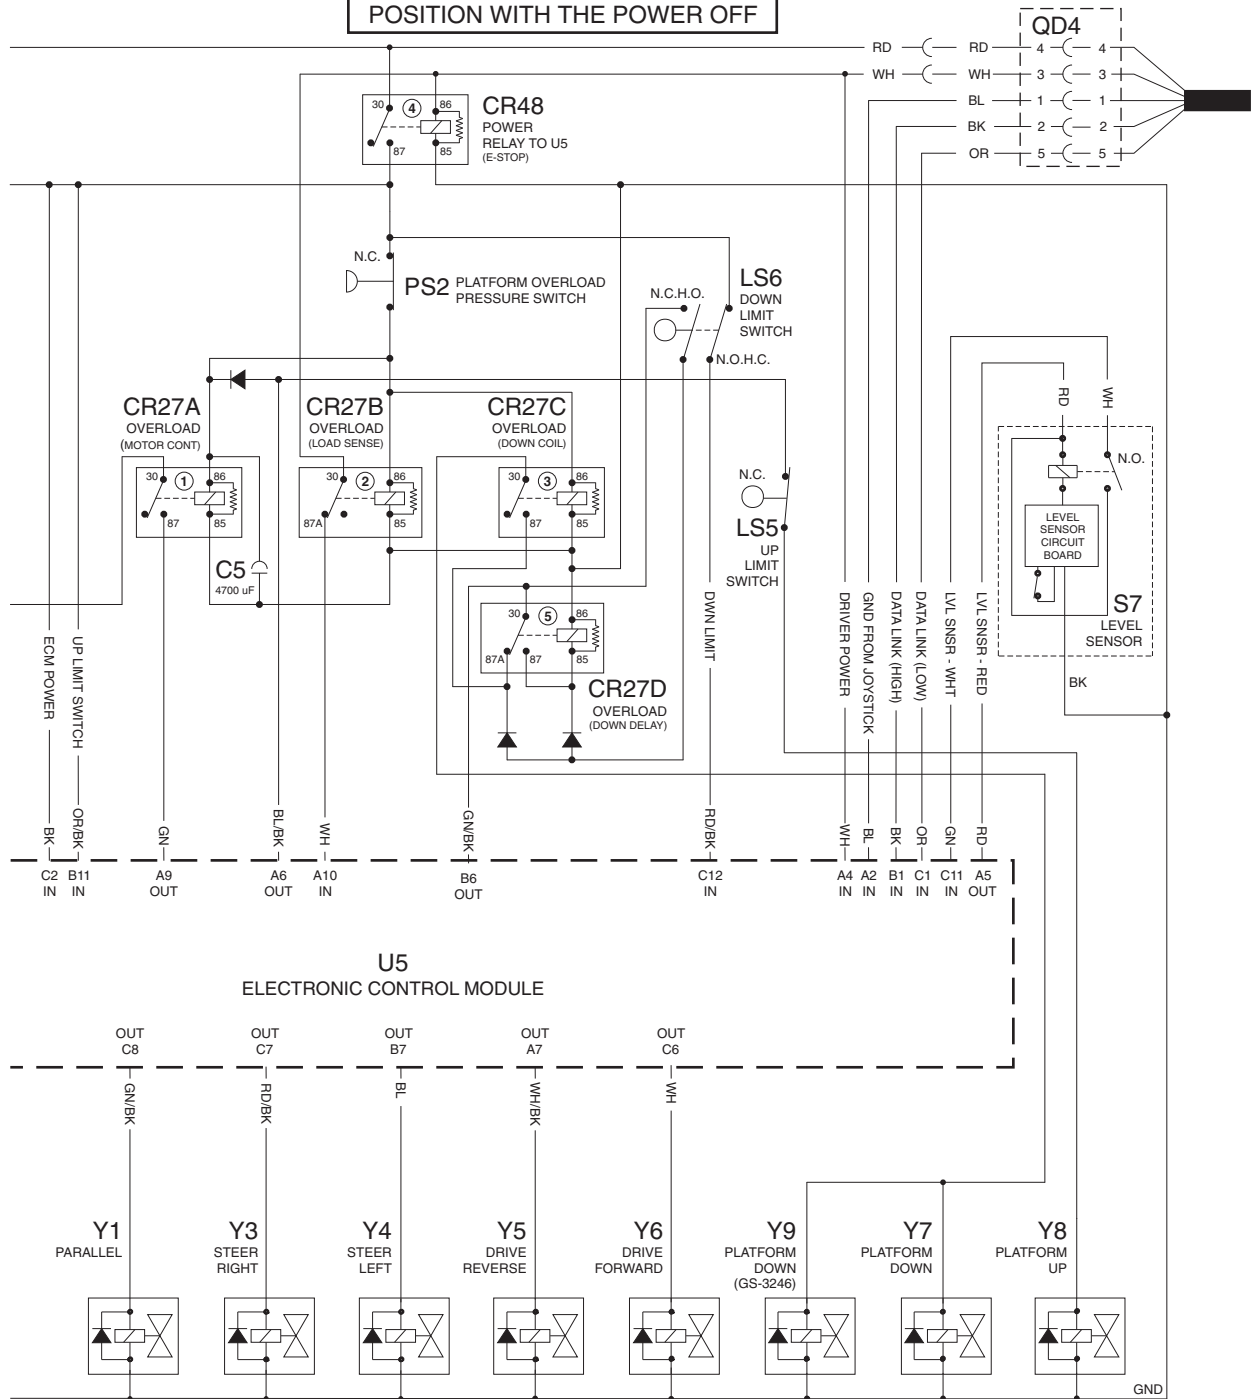 POSITION WITH THE POWER OFF
QD4
RD RD 4 4
WH WH 3 3
BL 1 1
BK 2 2
OR 5 5
30 4 86
87 85
CR48
POWER
RELAY TO U5
(E-STOP)
N.C.
PS2 PLATFORM OVERLOAD
PRESSURE SWITCH
LS6
DOWN
LIMIT
SWITCH
N.C.H.O.
N.O.H.C.
CR27A
OVERLOAD
(MOTOR CONT)
30 1 86
87 85
CR27B
OVERLOAD
(LOAD SENSE)
30 2 86
87A 85
CR27C
OVERLOAD
(DOWN COIL)
30 3 86
87 85
C5
4700 uF
N.C.
LS5
UP
LIMIT
SWITCH
30 5 86
87A 87 85
CR27D
OVERLOAD
(DOWN DELAY)
RD
WH
N.O.
LEVEL
SENSOR
CIRCUIT
BOARD
S7
LEVEL
SENSOR
BK
ECM POWER
UP LIMIT SWITCH
DWN LIMIT
DRIVER POWER
GND FROM JOYSTICK
DATA LINK (HIGH)
DATA LINK (LOW)
LVL SNSR - WHT
LVL SNSR - RED
BK
OR/BK
GN
BL/BK
WH
GN/BK
RD/BK
WH
BL
BK
OR
GN
RD
C2
IN
B11
IN
A9
OUT
A6
OUT
A10
IN
B6
OUT
C12
IN
A4
IN
A2
IN
B1
IN
C1
IN
C11
IN
A5
OUT
U5
ELECTRONIC CONTROL MODULE
OUT
C8
OUT
C7
OUT
B7
OUT
A7
OUT
C6
GN/BK
RD/BK
BL
WH/BK
WH
Y1
PARALLEL
Y3
STEER
RIGHT
Y4
STEER
LEFT
Y5
DRIVE
REVERSE
Y6
DRIVE
FORWARD
Y9
PLATFORM
DOWN
(GS-3246)
Y7
PLATFORM
DOWN
Y8
PLATFORM
UP
GND